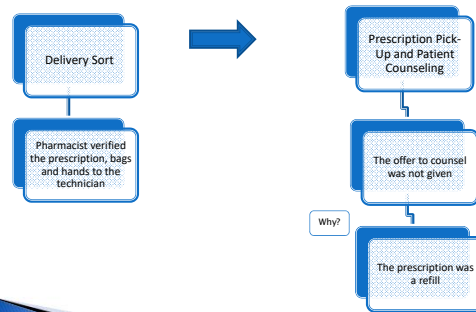 Delivery Sort
Pharmacist verified
the prescription, bags
and hands to the
technician
Prescription Pick-
Up and Patient
Counseling
The offer to counsel
was not given
Why?
The prescription was
a refill